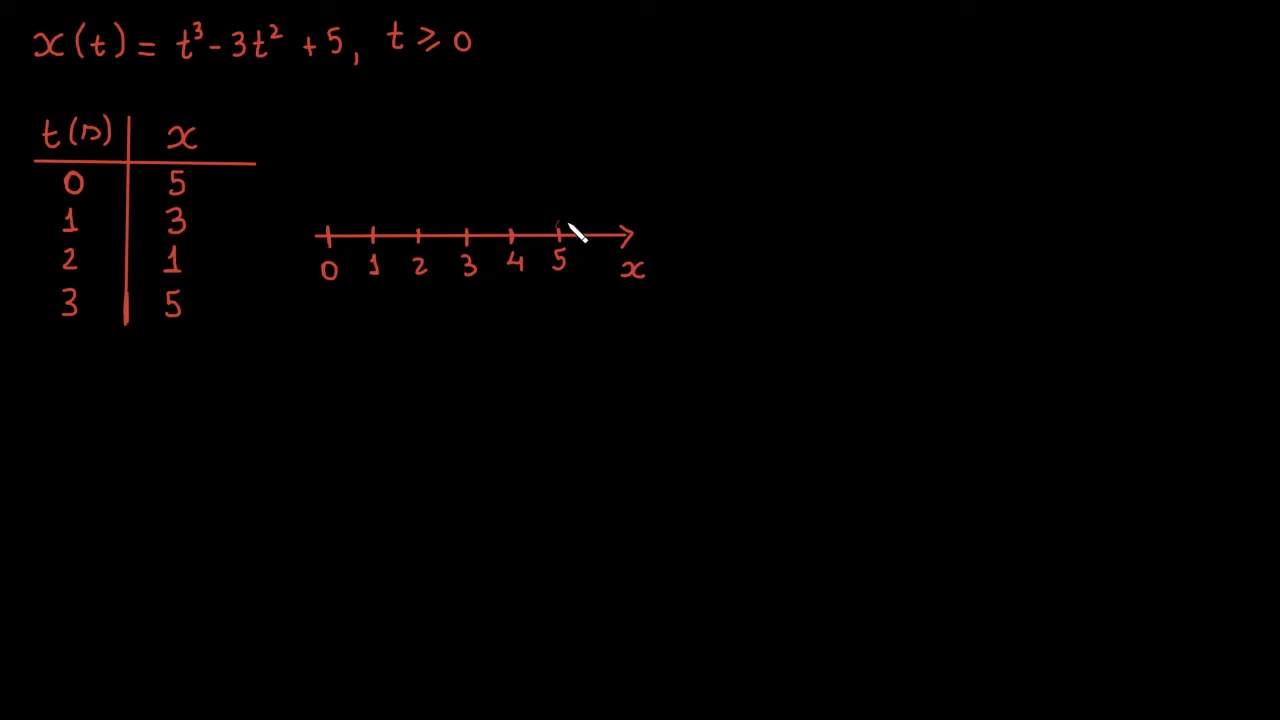 x(t) = t³ - 3t² + 5, t ≥ 0
t(s) x
0 5
1 3
2 1
3 5
0 1 2 3 4 5 x